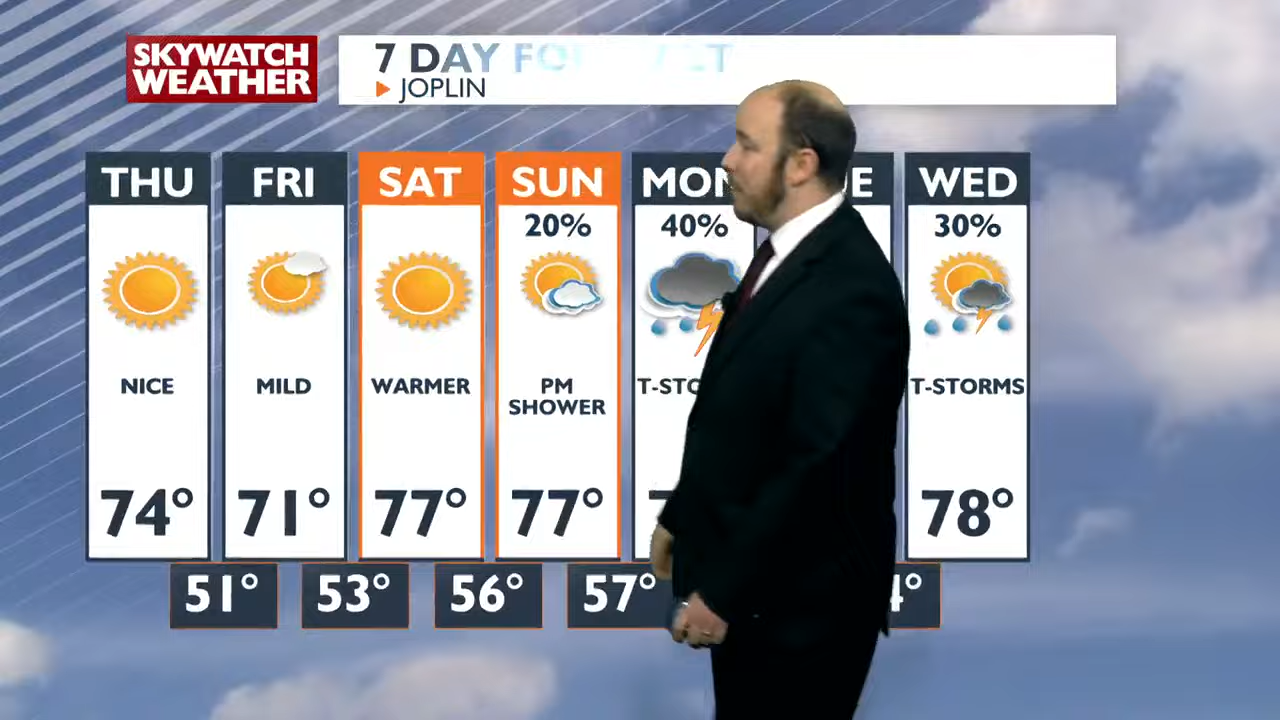 SKYWATCH
WEATHER
7 DAY
JOPLIN
THU FRI SAT SUN MON WED
20% 40% 30%
NICE MILD WARMER PM SHOWER T-STORMS
74° 71° 77° 77° 78°
51° 53° 56° 57°